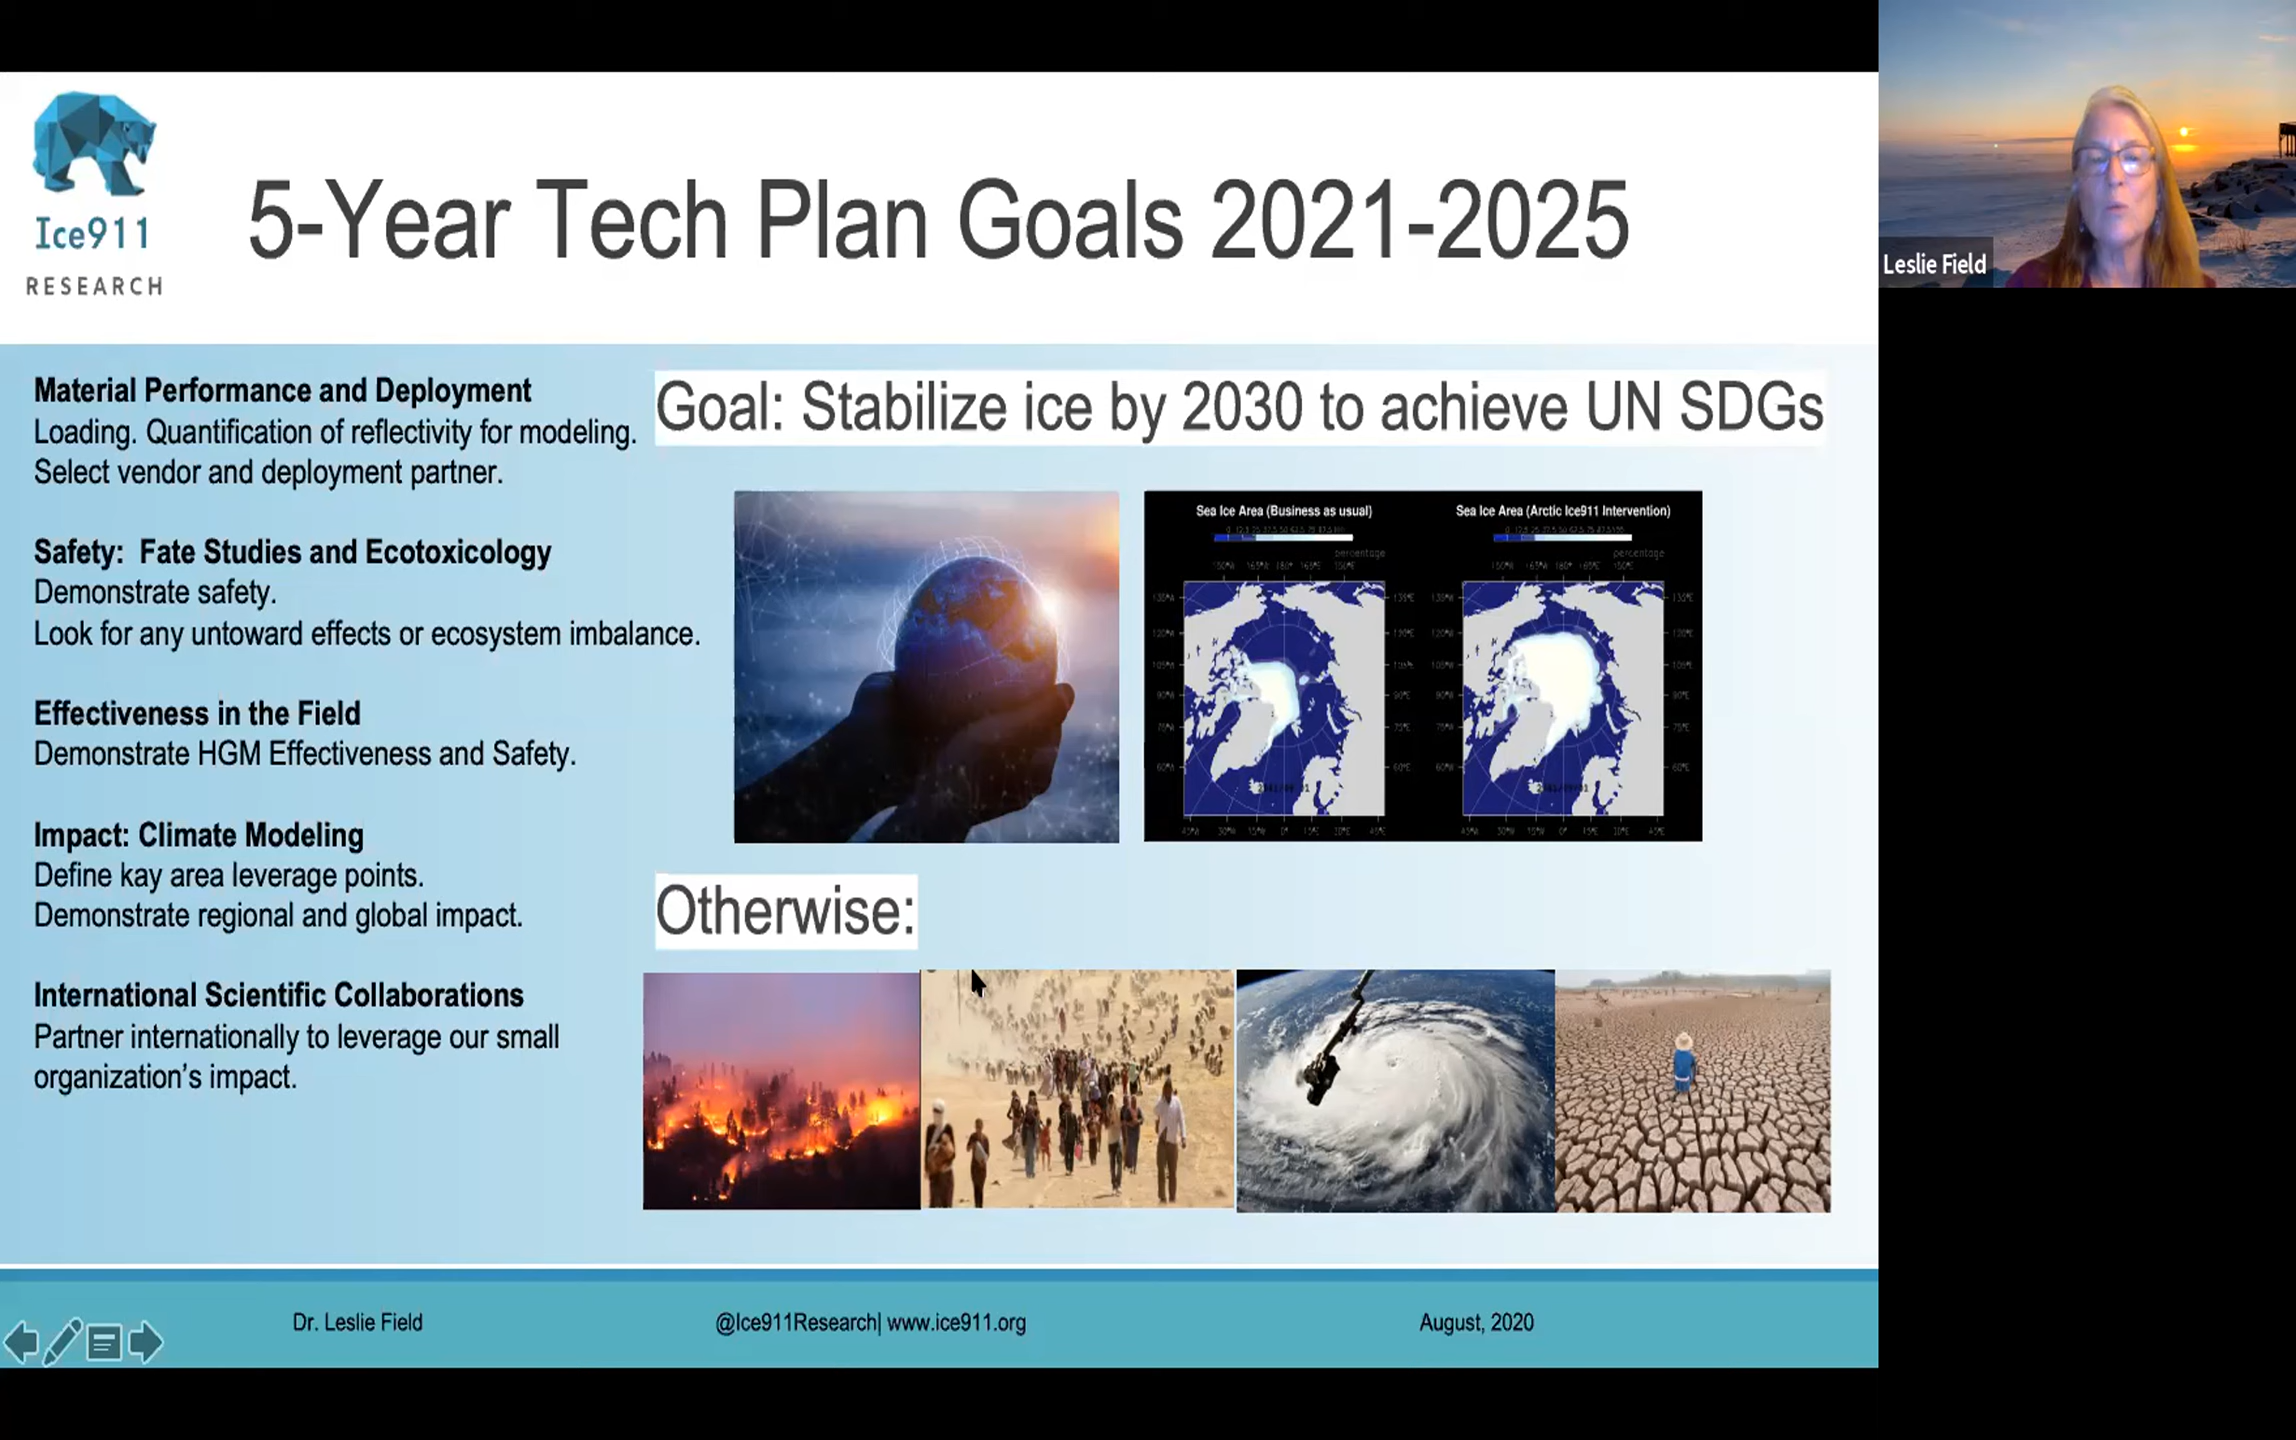 Ice911
RESEARCH
5-Year Tech Plan Goals 2021-2025
Leslie Field
Material Performance and Deployment
Loading. Quantification of reflectivity for modeling.
Select vendor and deployment partner.
Safety: Fate Studies and Ecotoxicology
Demonstrate safety.
Look for any untoward effects or ecosystem imbalance.
Effectiveness in the Field
Demonstrate HGM Effectiveness and Safety.
Impact: Climate Modeling
Define kay area leverage points.
Demonstrate regional and global impact.
International Scientific Collaborations
Partner internationally to leverage our small
organization's impact.
Goal: Stabilize ice by 2030 to achieve UN SDGs
Sea Ice Area (Business as usual)
percentage
Sea Ice Area (Arctic Ice911 Intervention)
percentage
Otherwise:
Dr. Leslie Field
@Ice911Research| www.ice911.org
August, 2020